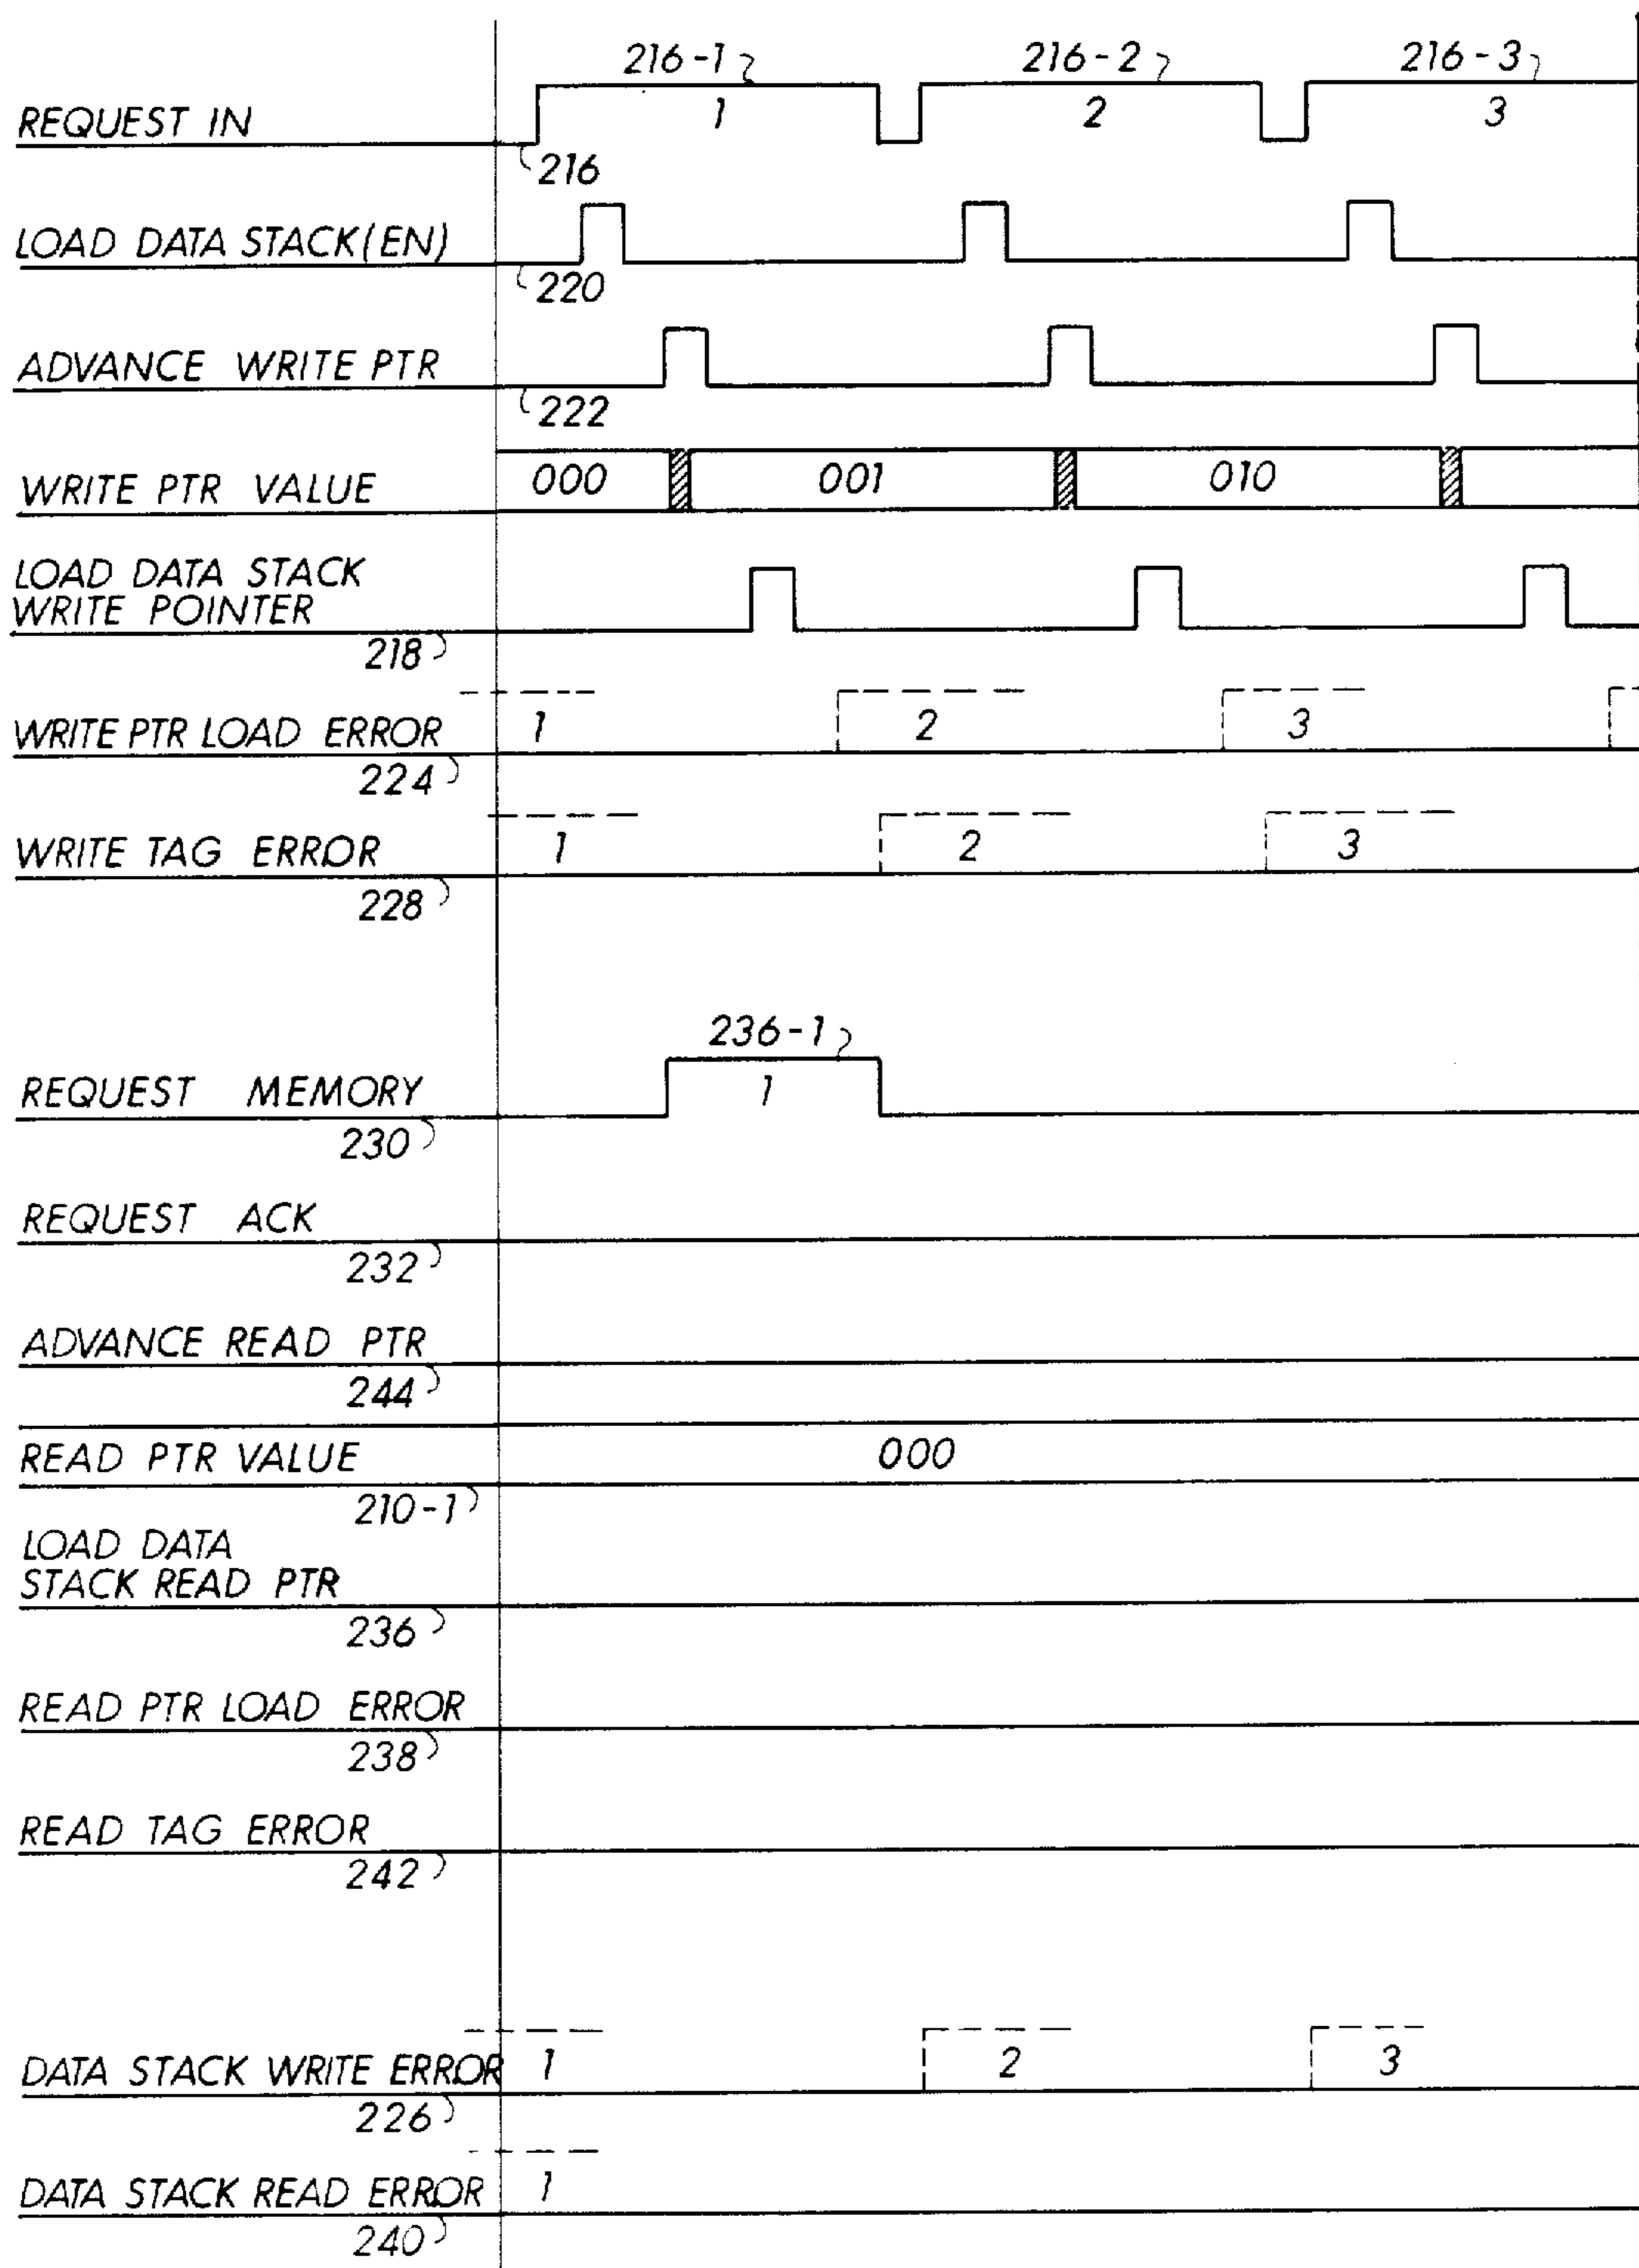 216-1 216-2 216-3
REQUEST IN 1 2 3
216
LOAD DATA STACK(EN)
220
ADVANCE WRITE PTR
222
WRITE PTR VALUE 000 001 010
LOAD DATA STACK
WRITE POINTER
218
WRITE PTR LOAD ERROR 1 2 3
224
WRITE TAG ERROR 1 2 3
228
236-1
REQUEST MEMORY 1
230
REQUEST ACK
232
ADVANCE READ PTR
244
READ PTR VALUE 000
210-1
LOAD DATA
STACK READ PTR
236
READ PTR LOAD ERROR
238
READ TAG ERROR
242
DATA STACK WRITE ERROR 1 2 3
226
DATA STACK READ ERROR 1
240